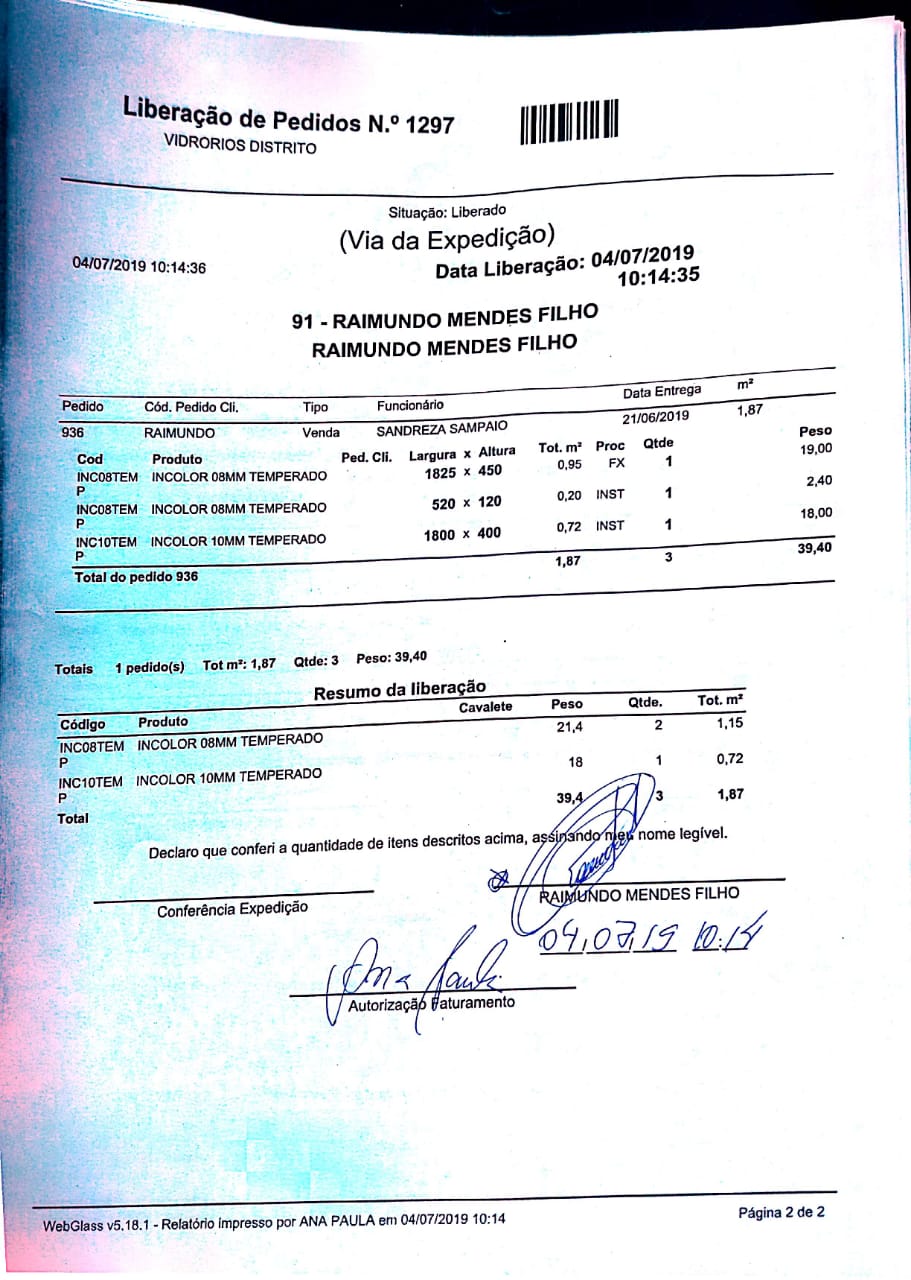 Liberação de Pedidos N.º 1297
VIDRORIOS DISTRITO
Situação: Liberado
(Via da Expedição)
04/07/2019 10:14:36
Data Liberação: 04/07/2019
10:14:35
91 - RAIMUNDO MENDES FILHO
RAIMUNDO MENDES FILHO
Pedido Cód. Pedido Cli. Tipo Funcionário Data Entrega m²
936 RAIMUNDO Venda SANDREZA SAMPAIO 21/06/2019 1,87
Cod Produto Ped. Cli. Largura x Altura Tot. m² Proc Qtde Peso
INC08TEM INCOLOR 08MM TEMPERADO 1825 x 450 0,95 FX 1 19,00
P
INC08TEM INCOLOR 08MM TEMPERADO 520 x 120 0,20 INST 1 2,40
P
INC10TEM INCOLOR 10MM TEMPERADO 1800 x 400 0,72 INST 1 18,00
P
Total do pedido 936 1,87 3 39,40
Totais 1 pedido(s) Tot m²: 1,87 Qtde: 3 Peso: 39,40
Resumo da liberação
Código Produto Cavalete Peso Qtde. Tot. m²
INC08TEM INCOLOR 08MM TEMPERADO 21,4 2 1,15
P
INC10TEM INCOLOR 10MM TEMPERADO 18 1 0,72
P
Total 39,4 3 1,87
Declaro que conferi a quantidade de itens descritos acima, assinando meu nome legível.
Conferência Expedição
RAIMUNDO MENDES FILHO
04,07,19 10:14
Ana Paula
Autorização Faturamento
WebGlass v5.18.1 - Relatório impresso por ANA PAULA em 04/07/2019 10:14
Página 2 de 2